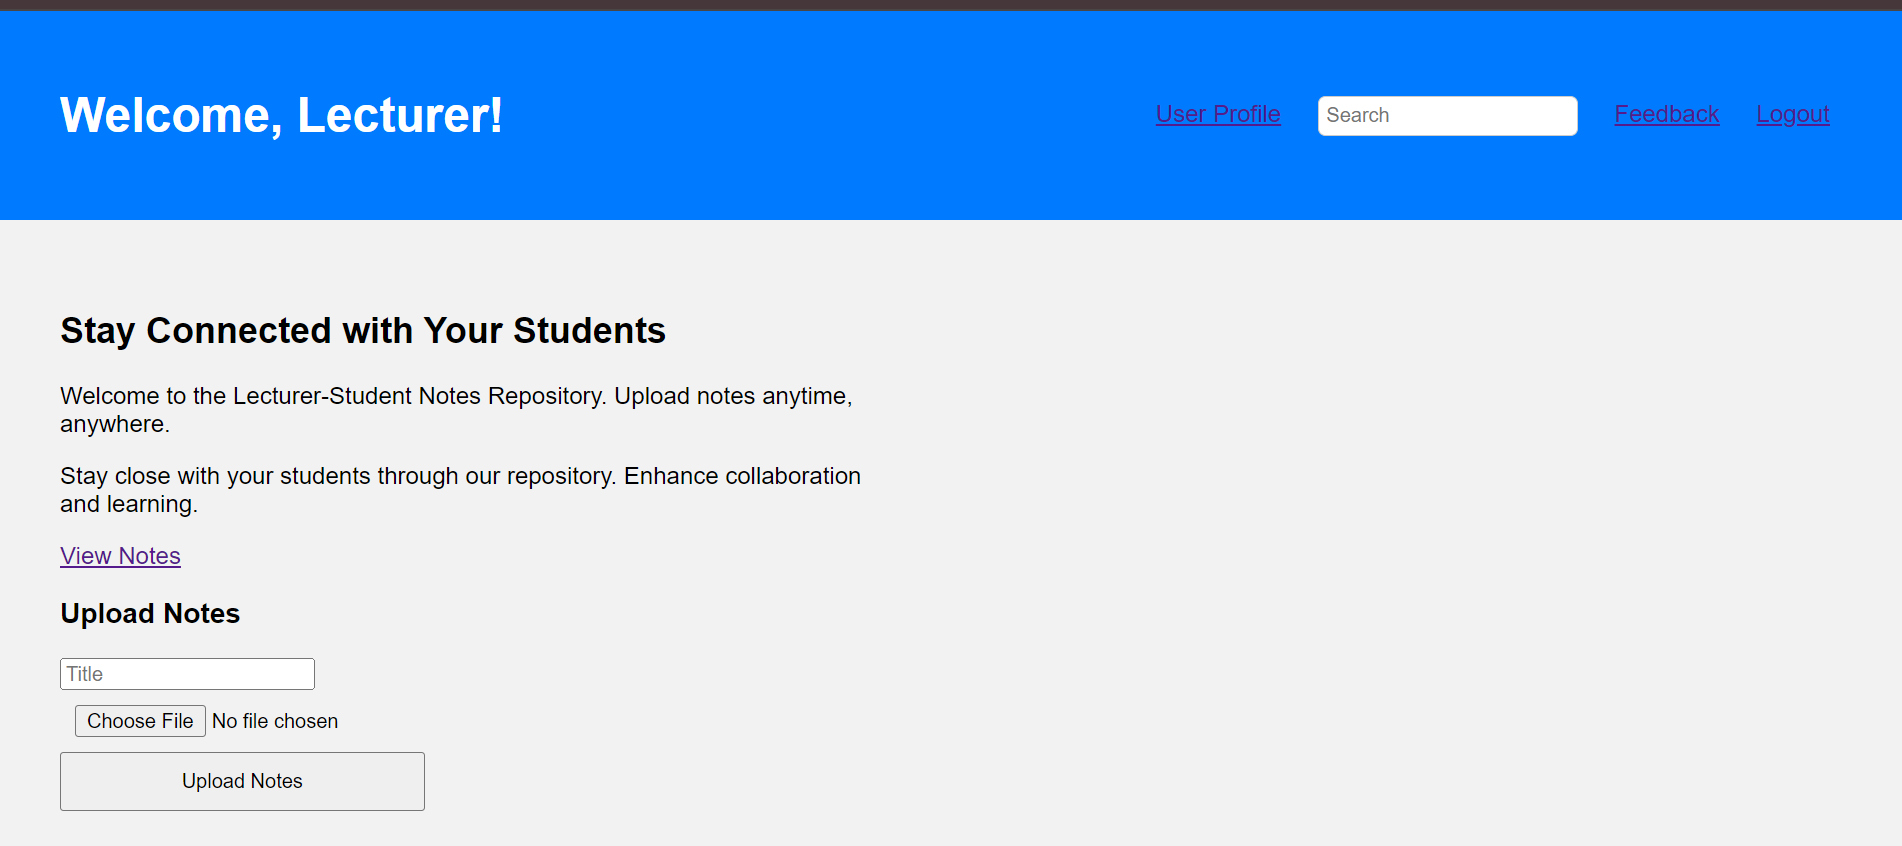 Welcome, Lecturer!
User Profile
Search
Feedback
Logout
Stay Connected with Your Students
Welcome to the Lecturer-Student Notes Repository. Upload notes anytime,
anywhere.
Stay close with your students through our repository. Enhance collaboration
and learning.
View Notes
Upload Notes
Title
Choose File No file chosen
Upload Notes